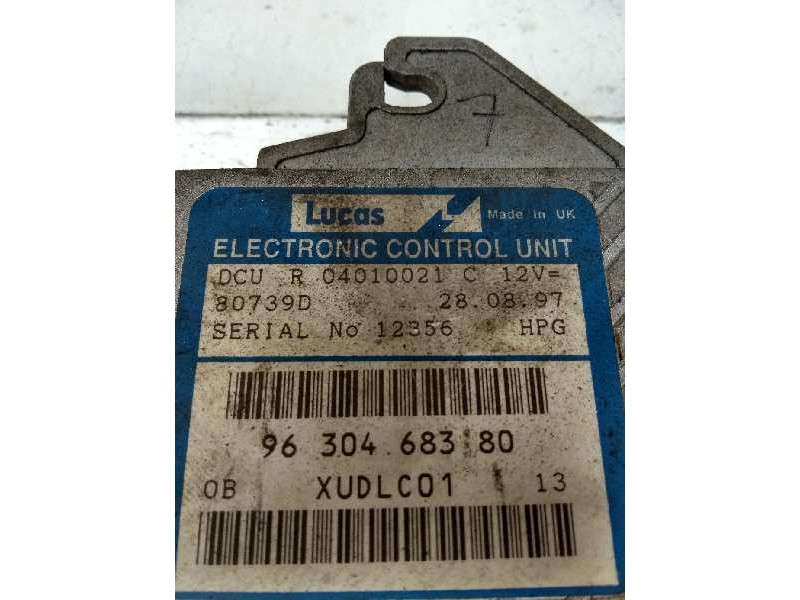 7
Lucas Made in UK
ELECTRONIC CONTROL UNIT
DCU R 04010021 C 12V=
80739D 28.08.97
SERIAL No 12356 HPG
96 304 683 80
OB XUDLC01 13